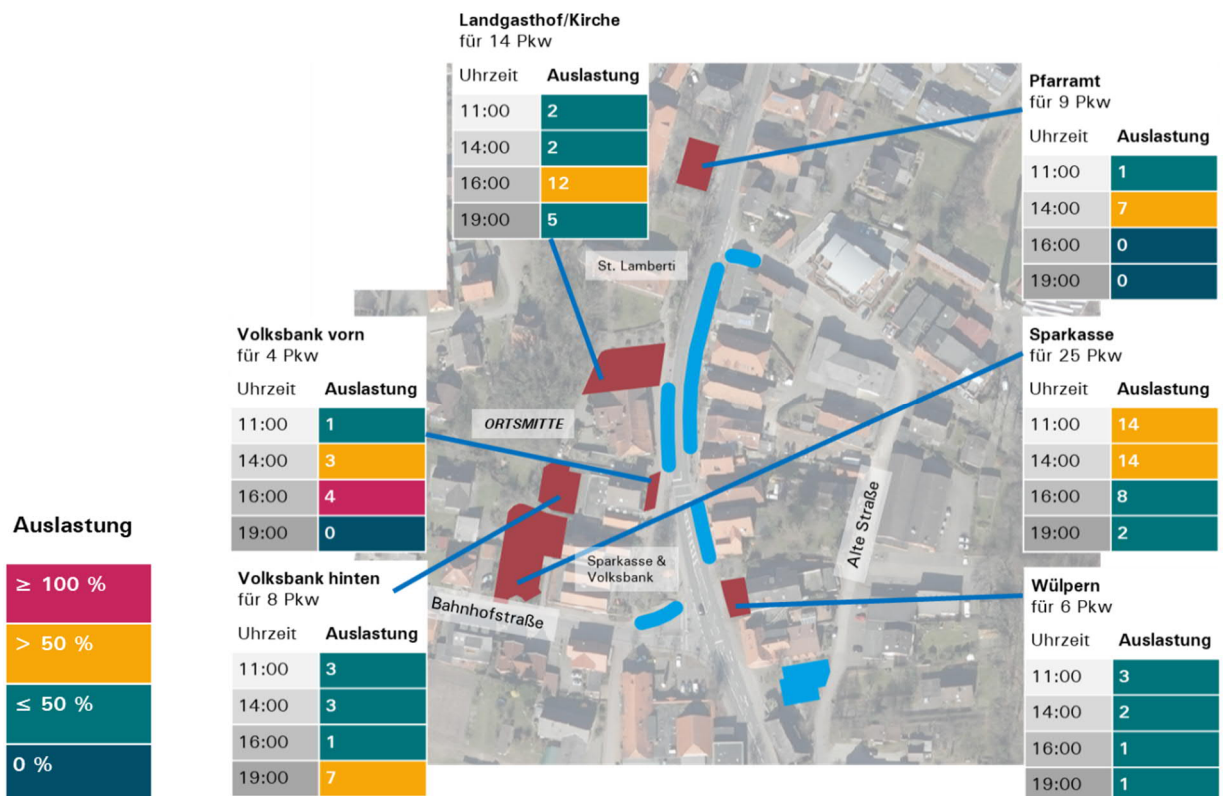 Landgasthof/Kirche
für 14 Pkw
Uhrzeit Auslastung
11:00 2
14:00 2
16:00 12
19:00 5
Pfarramt
für 9 Pkw
Uhrzeit Auslastung
11:00 1
14:00 7
16:00 0
19:00 0
St. Lamberti
Volksbank vorn
für 4 Pkw
Uhrzeit Auslastung
11:00 1
14:00 3
16:00 4
19:00 0
ORTSMITTE
Sparkasse
für 25 Pkw
Uhrzeit Auslastung
11:00 14
14:00 14
16:00 8
19:00 2
Alte Straße
Sparkasse &
Volksbank
Bahnhofstraße
Auslastung
≥ 100 %
> 50 %
≤ 50 %
0 %
Volksbank hinten
für 8 Pkw
Uhrzeit Auslastung
11:00 3
14:00 3
16:00 1
19:00 7
Wülpern
für 6 Pkw
Uhrzeit Auslastung
11:00 3
14:00 2
16:00 1
19:00 1